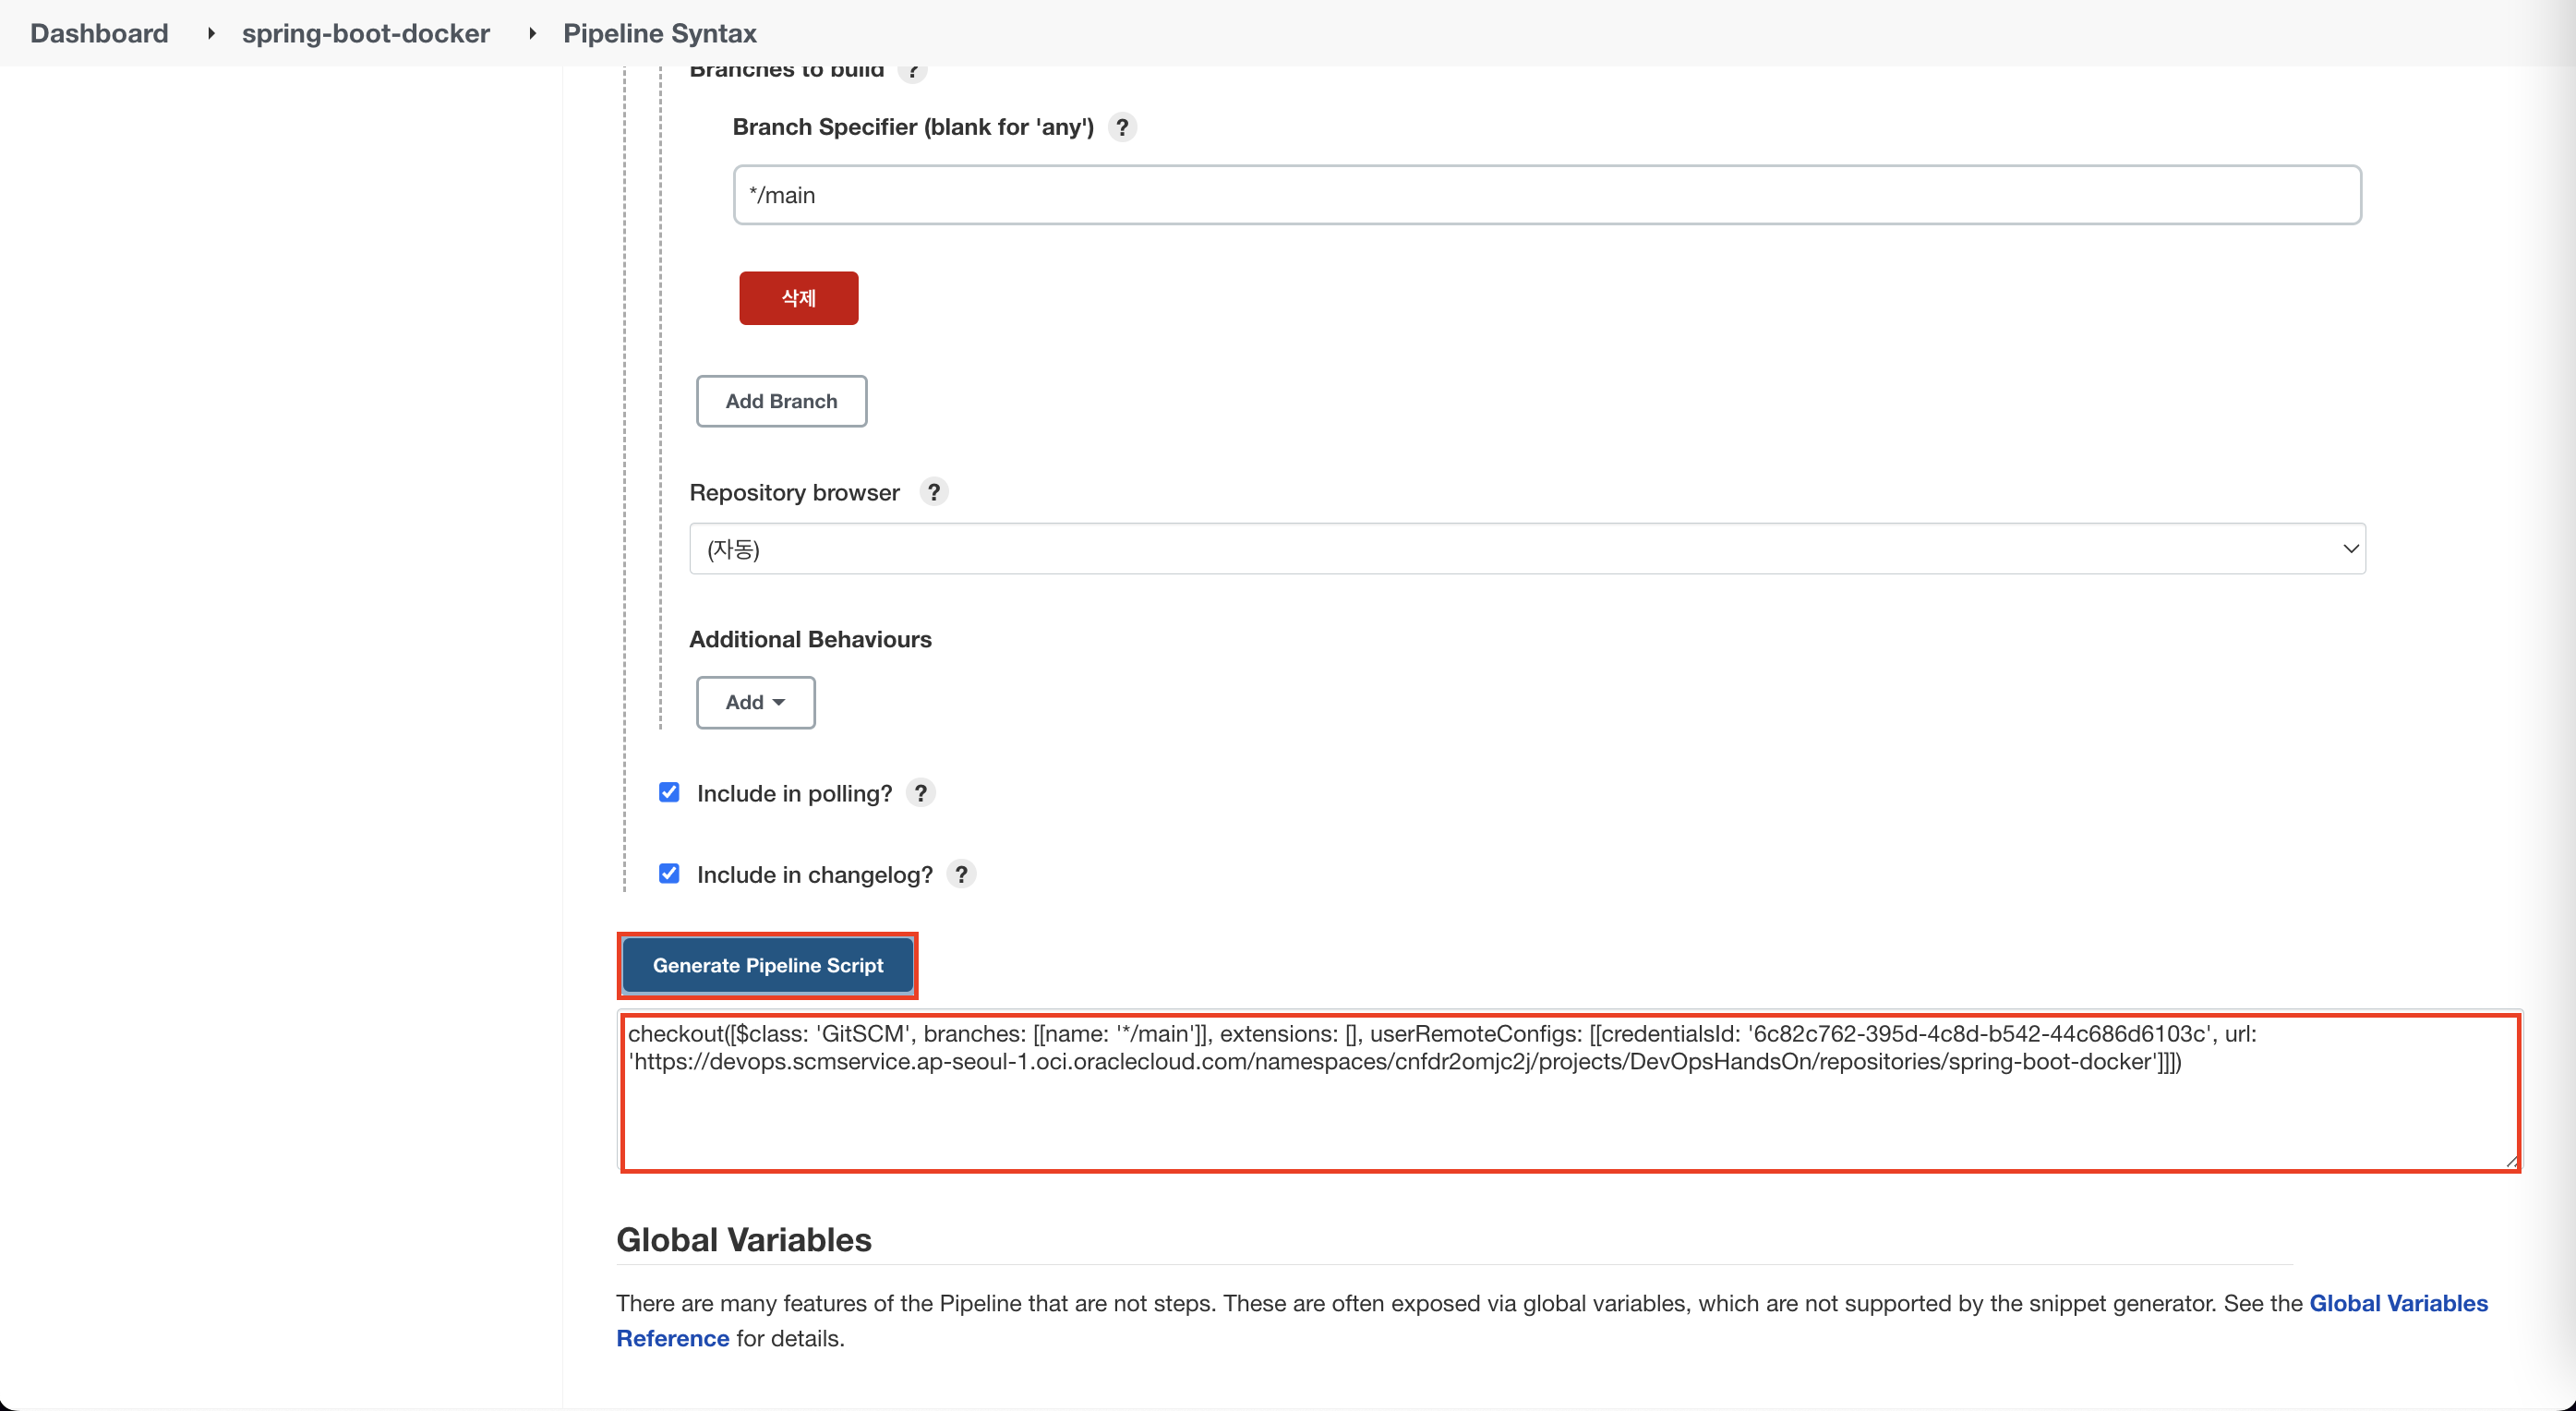 Dashboard spring-boot-docker Pipeline Syntax
Branches to build ?
Branch Specifier (blank for 'any') ?
*/main
삭제
Add Branch
Repository browser ?
(자동)
Additional Behaviours
Add
Include in polling? ?
Include in changelog? ?
Generate Pipeline Script
checkout([$class: 'GitSCM', branches: [[name: '*/main']], extensions: [], userRemoteConfigs: [[credentialsId: '6c82c762-395d-4c8d-b542-44c686d6103c', url:
'https://devops.scmservice.ap-seoul-1.oci.oraclecloud.com/namespaces/cnfdr2omjc2j/projects/DevOpsHandsOn/repositories/spring-boot-docker']]])
Global Variables
There are many features of the Pipeline that are not steps. These are often exposed via global variables, which are not supported by the snippet generator. See the Global Variables
Reference for details.